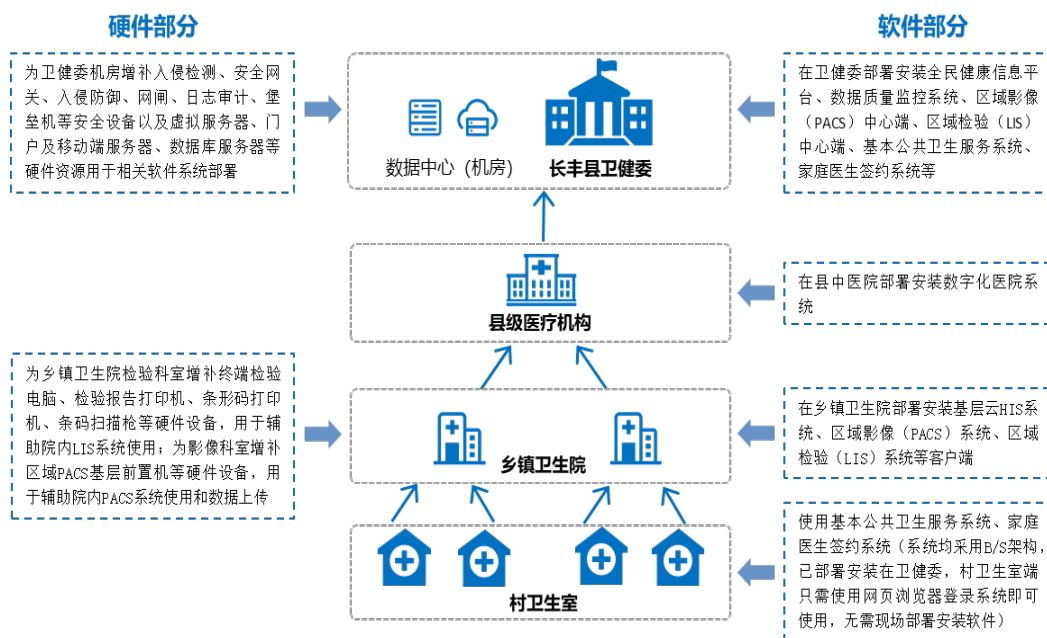 硬件部分
软件部分
为卫健委机房增补入侵检测、安全网
关、入侵防御、网闸、日志审计、堡
垒机等安全设备以及虚拟服务器、门
户及移动端服务器、数据库服务器等
硬件资源用于相关软件系统部署
数据中心（机房）
长丰县卫健委
在卫健委部署安装全民健康信息平
台、数据质量监控系统、区域影像
（PACS）中心端、区域检验（LIS）
中心端、基本公共卫生服务系统、
家庭医生签约系统等
县级医疗机构
在县中医院部署安装数字化医院系
统
为乡镇卫生院检验科室增补终端检验
电脑、检验报告打印机、条形码打印
机、条码扫描枪等硬件设备，用于辅
助院内LIS系统使用；为影像科室增补
区域PACS基层前置机等硬件设备，用
于辅助院内PACS系统使用和数据上传
乡镇卫生院
在乡镇卫生院部署安装基层云HIS系
统、区域影像（PACS）系统、区域
检验（LIS）系统等客户端
村卫生室
使用基本公共卫生服务系统、家庭
医生签约系统（系统均采用B/S架构，
已部署安装在卫健委，村卫生室端
只需使用网页浏览器登录系统即可
使用，无需现场部署安装软件）